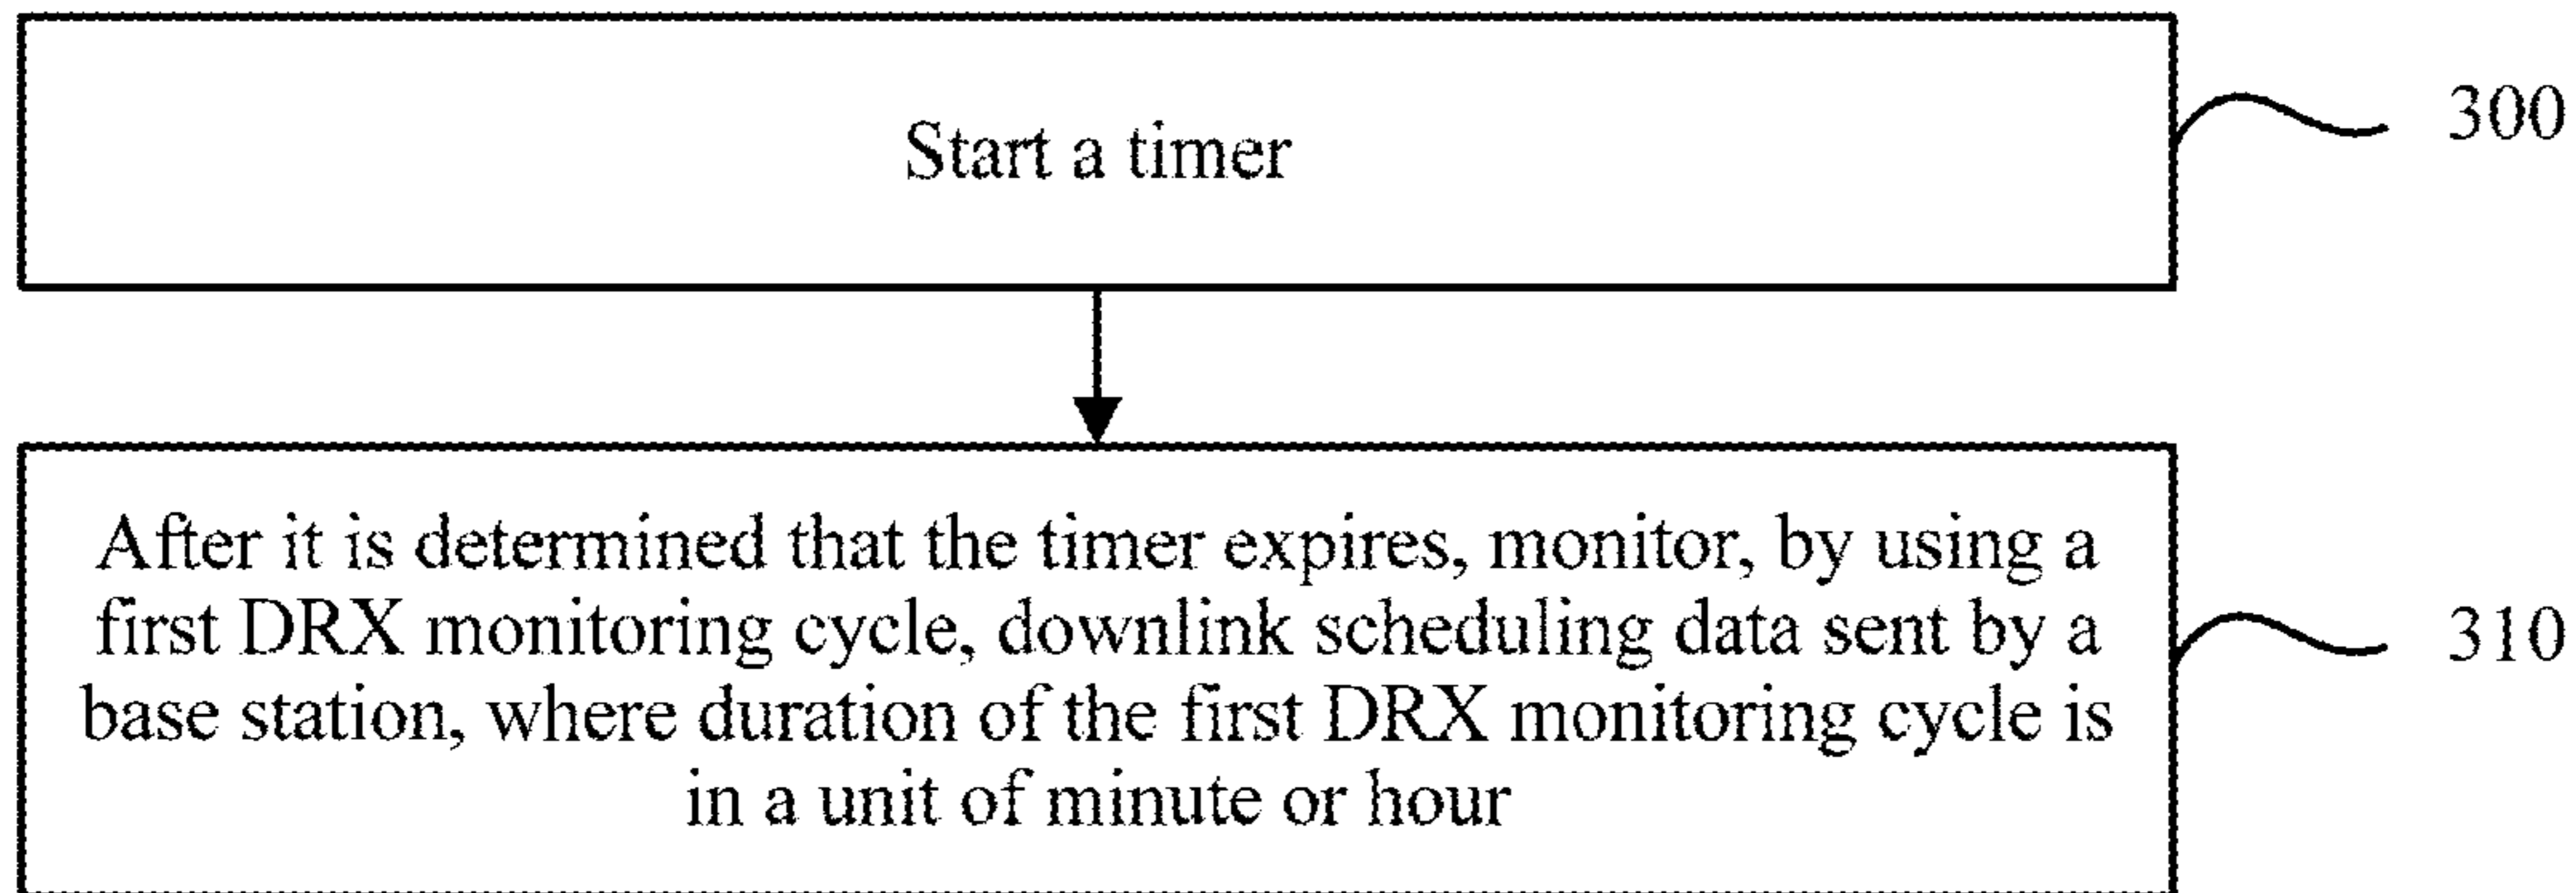 Start a timer
300
After it is determined that the timer expires, monitor, by using a
first DRX monitoring cycle, downlink scheduling data sent by a
base station, where duration of the first DRX monitoring cycle is
in a unit of minute or hour
310